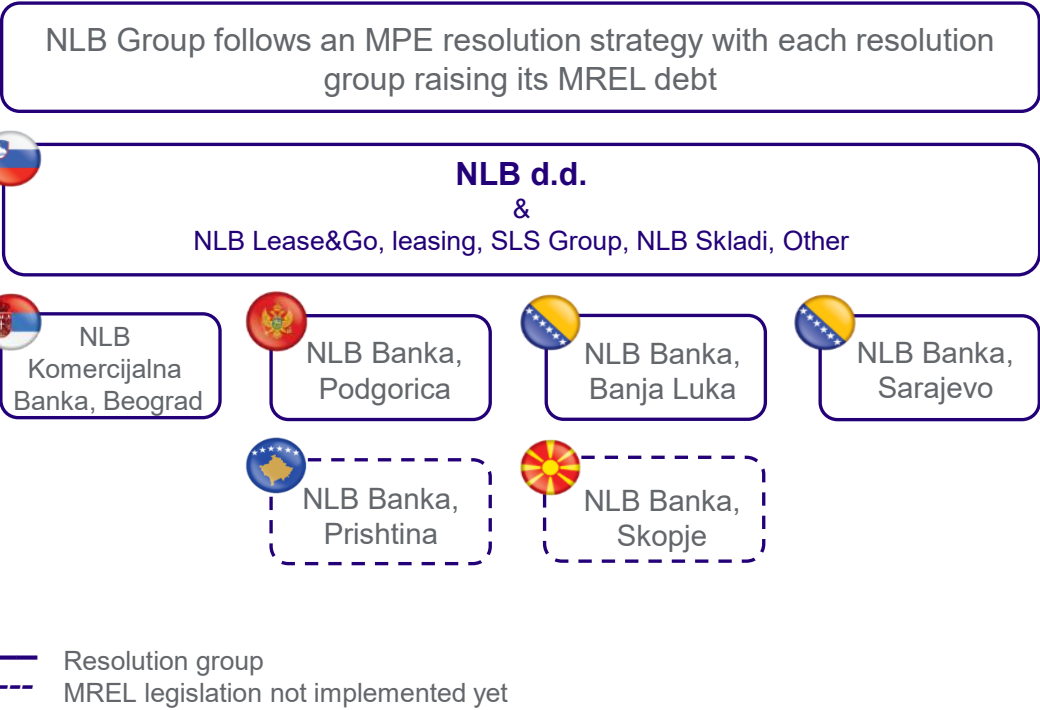 NLB Group follows an MPE resolution strategy with each resolution
group raising its MREL debt
NLB d.d.
&
NLB Lease&Go, leasing, SLS Group, NLB Skladi, Other
NLB
Komercijalna
Banka, Beograd
NLB Banka,
Podgorica
NLB Banka,
Banja Luka
NLB Banka,
Sarajevo
NLB Banka,
Prishtina
NLB Banka,
Skopje
Resolution group
MREL legislation not implemented yet